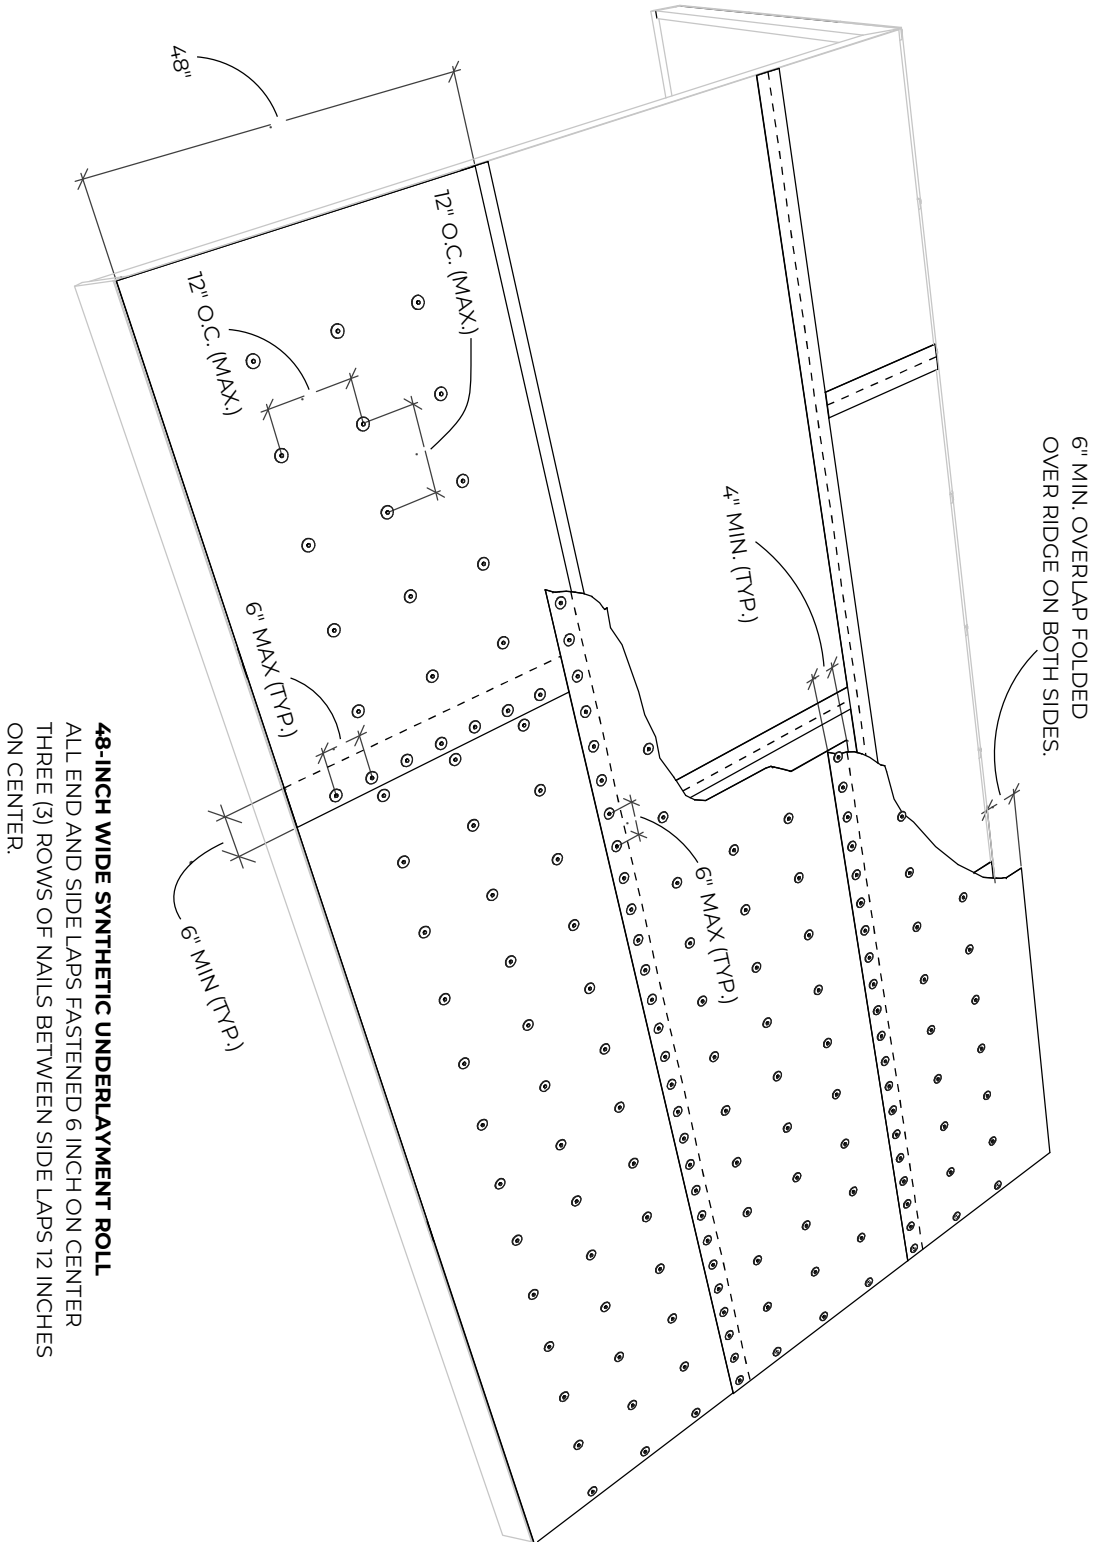 6" MIN. OVERLAP FOLDED
OVER RIDGE ON BOTH SIDES.
48"
12" O.C. (MAX.)
12" O.C. (MAX.)
4" MIN. (TYP.)
6" MAX (TYP.)
6" MAX (TYP.)
6" MIN (TYP.)
48-INCH WIDE SYNTHETIC UNDERLAYMENT ROLL
ALL END AND SIDE LAPS FASTENED 6 INCH ON CENTER
THREE (3) ROWS OF NAILS BETWEEN SIDE LAPS 12 INCHES
ON CENTER.